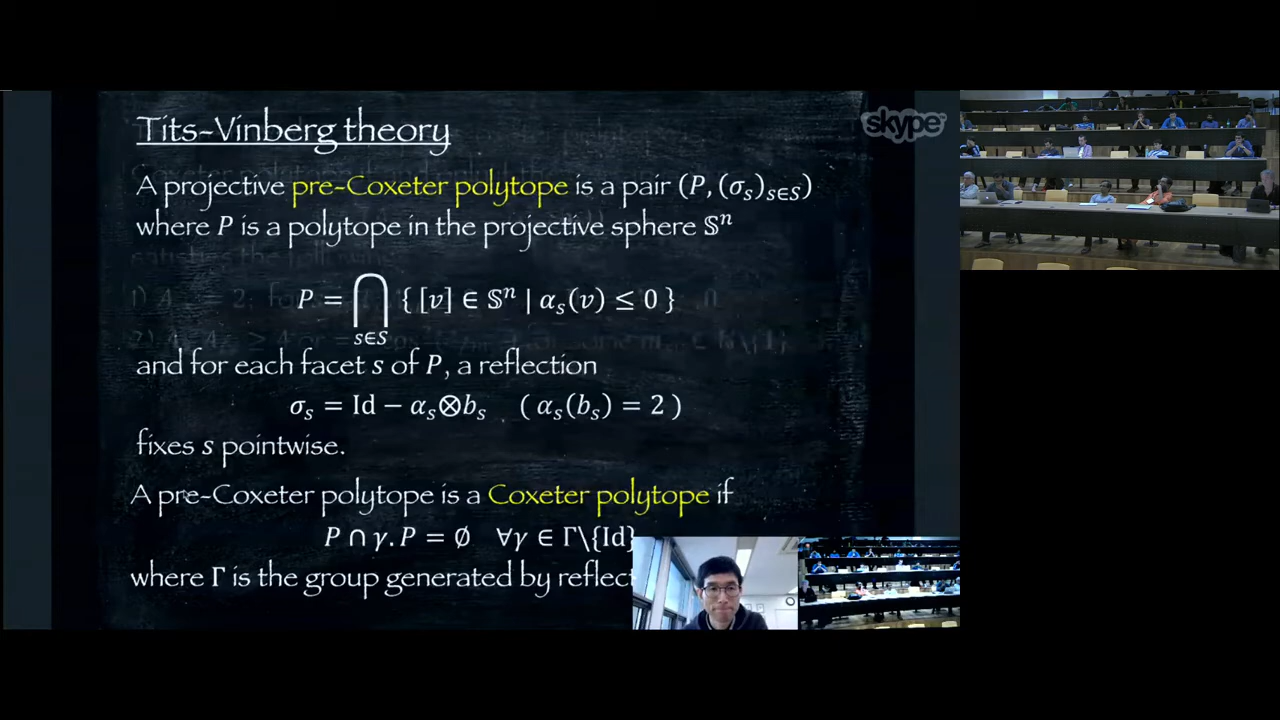 Tits-Vinberg theory
skype
A projective pre-Coxeter polytope is a pair (P, (σ_s)_{s∈S})
where P is a polytope in the projective sphere 𝕊ⁿ
P = ⋂_{s∈S} { [v] ∈ 𝕊ⁿ | α_s(v) ≤ 0 }
and for each facet s of P, a reflection
σ_s = Id − α_s⊗b_s ( α_s(b_s) = 2 )
fixes s pointwise.
A pre-Coxeter polytope is a Coxeter polytope if
P ∩ γ. P = ∅ ∀γ ∈ Γ\{Id}
where Γ is the group generated by reflect